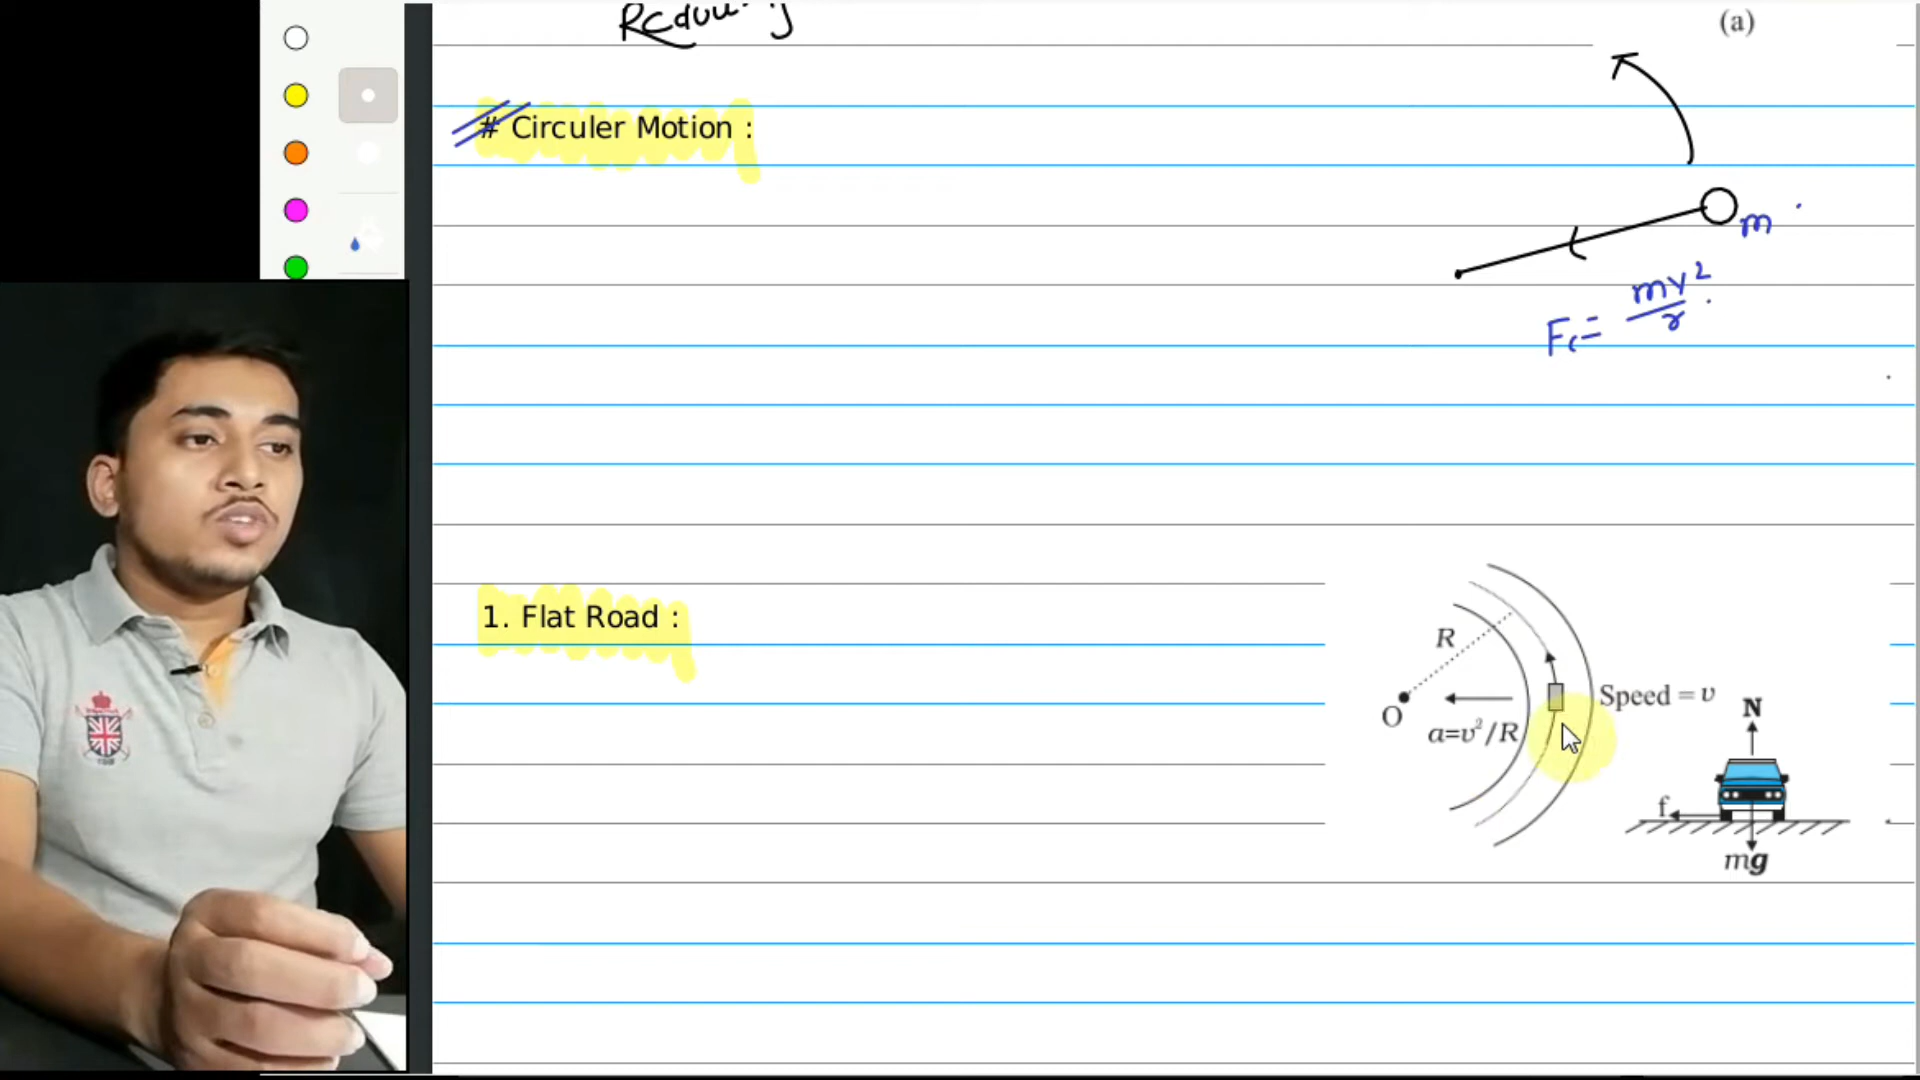 (a)
# Circuler Motion :
m
Fc = mv²/r
1. Flat Road :
R
O
a=v²/R
Speed = v
N
f
mg